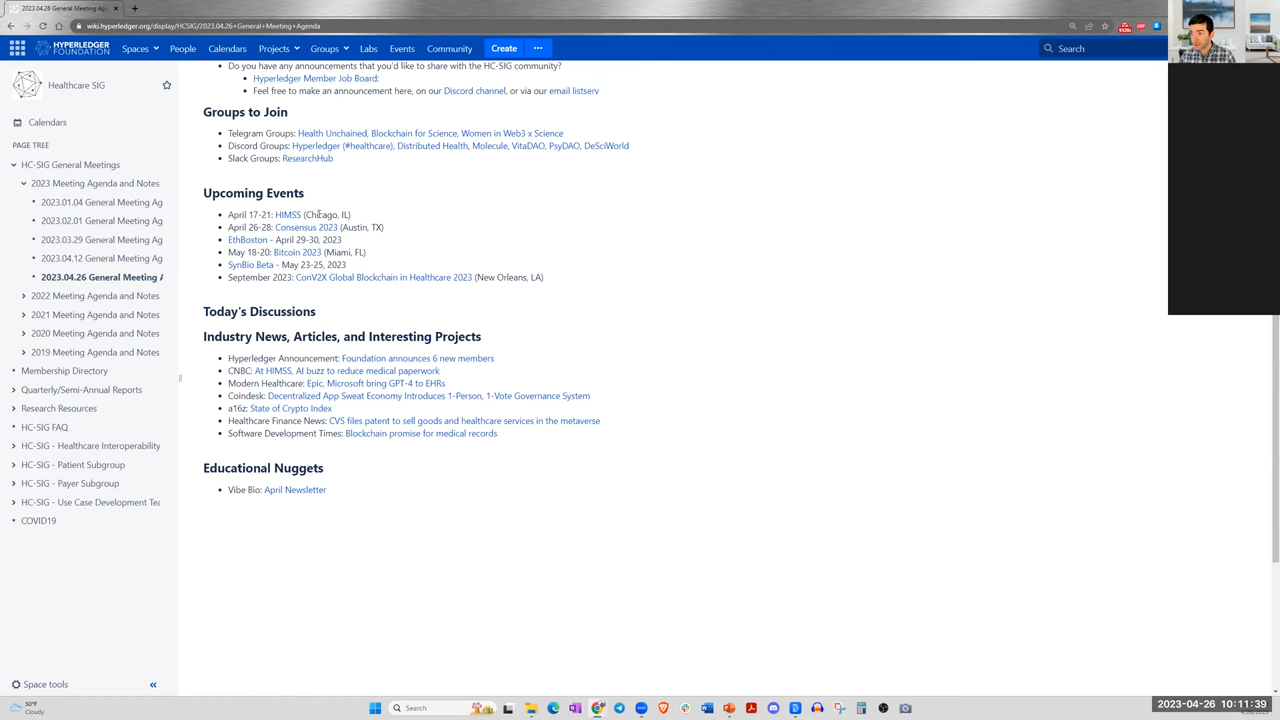 2023.04.26 General Meeting Age
wiki.hyperledger.org/display/HCSIG/2023.04.26+General+Meeting+Agenda
HYPERLEDGER
FOUNDATION
Spaces
People
Calendars
Projects
Groups
Labs
Events
Community
Create
Search
Healthcare SIG
Calendars
PAGE TREE
HC-SIG General Meetings
2023 Meeting Agenda and Notes
2023.01.04 General Meeting Ag
2023.02.01 General Meeting Ag
2023.03.29 General Meeting Ag
2023.04.12 General Meeting Ag
2023.04.26 General Meeting A
2022 Meeting Agenda and Notes
2021 Meeting Agenda and Notes
2020 Meeting Agenda and Notes
2019 Meeting Agenda and Notes
Membership Directory
Quarterly/Semi-Annual Reports
Research Resources
HC-SIG FAQ
HC-SIG - Healthcare Interoperability
HC-SIG - Patient Subgroup
HC-SIG - Payer Subgroup
HC-SIG - Use Case Development Tea
COVID19
Space tools
Do you have any announcements that you'd like to share with the HC-SIG community?
Hyperledger Member Job Board:
Feel free to make an announcement here, on our Discord channel, or via our email listserv
Groups to Join
Telegram Groups: Health Unchained, Blockchain for Science, Women in Web3 x Science
Discord Groups: Hyperledger (#healthcare), Distributed Health, Molecule, VitaDAO, PsyDAO, DeSciWorld
Slack Groups: ResearchHub
Upcoming Events
April 17-21: HIMSS (Chicago, IL)
April 26-28: Consensus 2023 (Austin, TX)
EthBoston - April 29-30, 2023
May 18-20: Bitcoin 2023 (Miami, FL)
SynBio Beta - May 23-25, 2023
September 2023: ConV2X Global Blockchain in Healthcare 2023 (New Orleans, LA)
Today's Discussions
Industry News, Articles, and Interesting Projects
Hyperledger Announcement: Foundation announces 6 new members
CNBC: At HIMSS, AI buzz to reduce medical paperwork
Modern Healthcare: Epic, Microsoft bring GPT-4 to EHRs
Coindesk: Decentralized App Sweat Economy Introduces 1-Person, 1-Vote Governance System
a16z: State of Crypto Index
Healthcare Finance News: CVS files patent to sell goods and healthcare services in the metaverse
Software Development Times: Blockchain promise for medical records
Educational Nuggets
Vibe Bio: April Newsletter
50°F
Cloudy
Search
2023-04-26 10:11:39